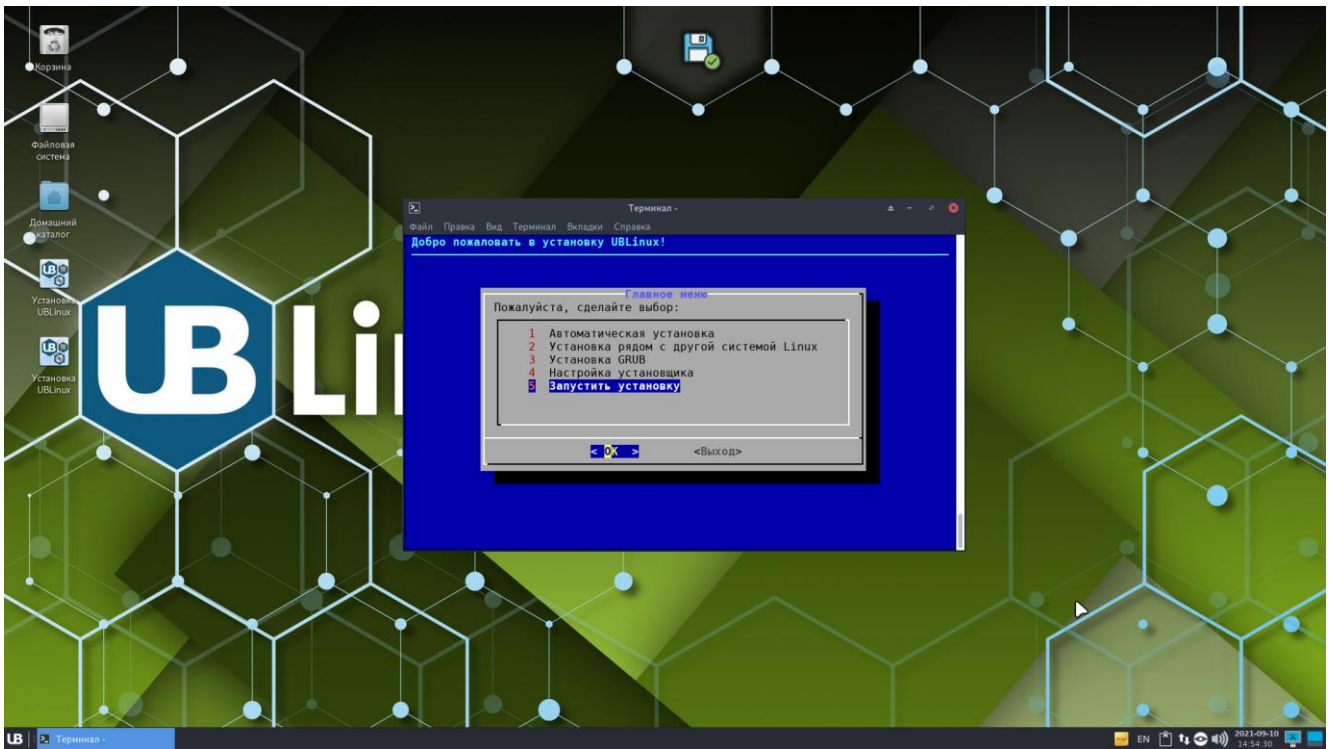 Корзина
Файловая
система
Домашний
каталог
Установка
UBLinux
Установка
UBLinux
UB Li
Терминал -
Файл Правка Вид Терминал Вкладки Справка
Добро пожаловать в установку UBLinux!
Главное меню
Пожалуйста, сделайте выбор:
1 Автоматическая установка
2 Установка рядом с другой системой Linux
3 Установка GRUB
4 Настройка установщика
5 Запустить установку
< OK > <Выход>
UB Терминал - EN 2021-09-10
14:54:30